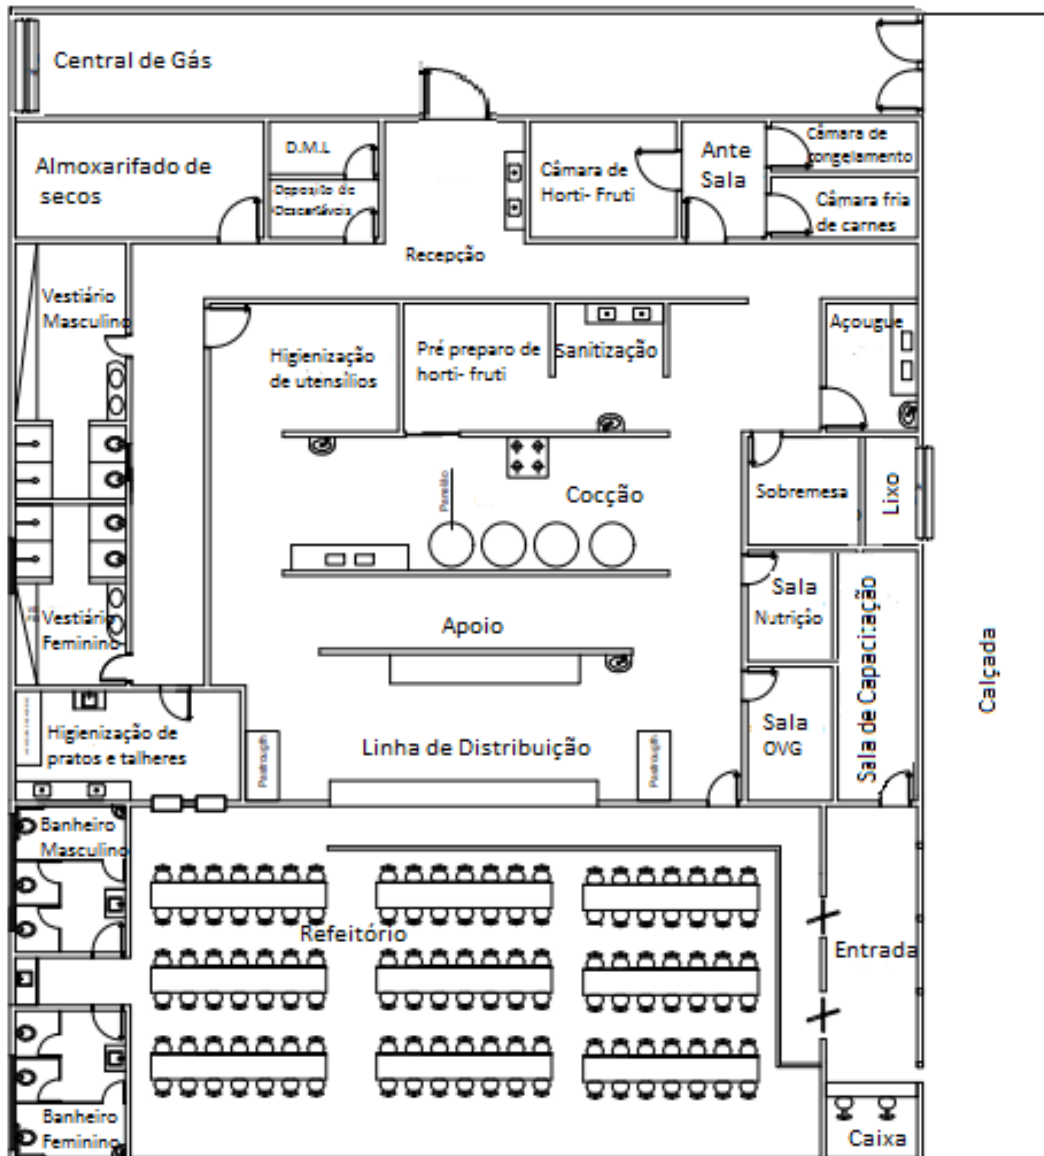 Central de Gás
Almoxarifado de
secos
D.M.L
Deposito de
Descartáveis
Câmara de
Horti- Fruti
Ante
Sala
Câmara de
congelamento
Câmara fria
de carnes
Recepção
Vestiário
Masculino
Higienização
de utensílios
Pré preparo de
horti- fruti
Sanitização
Açougue
Panelão
Cocção
Sobremesa
Lixo
Vestiário
Feminino
Apoio
Sala
Nutrição
Sala de Capacitação
Calçada
Higienização de
pratos e talheres
Linha de Distribuição
Sala
OVG
Banheiro
Masculino
Refeitório
Entrada
Banheiro
Feminino
Caixa